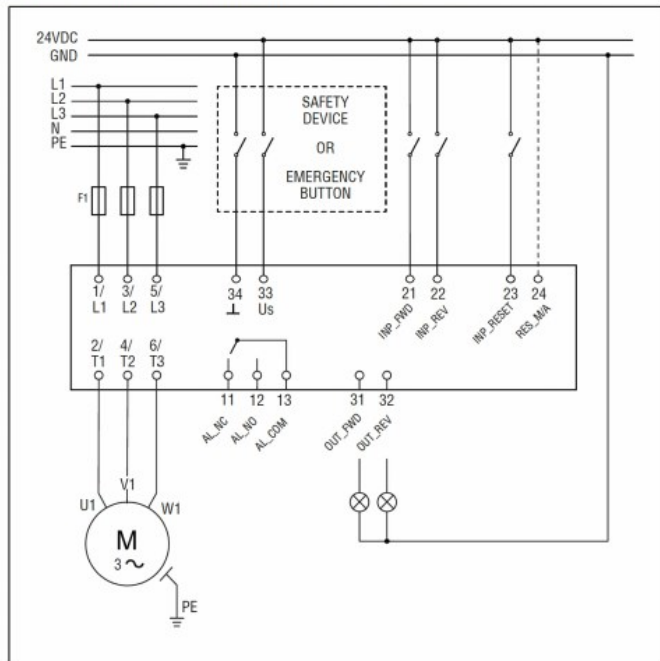 24VDC
GND
L1
L2
L3
N
PE
SAFETY
DEVICE
OR
EMERGENCY
BUTTON
F1
1/
L1
3/
L2
5/
L3
34
⊥
33
Us
21
INP_FWD
22
INP_REV
23
INP_RESET
24
RES_M/A
2/
T1
4/
T2
6/
T3
11
AL_NC
12
AL_NO
13
AL_COM
31
OUT_FWD
32
OUT_REV
U1
V1
W1
M
3 ~
PE